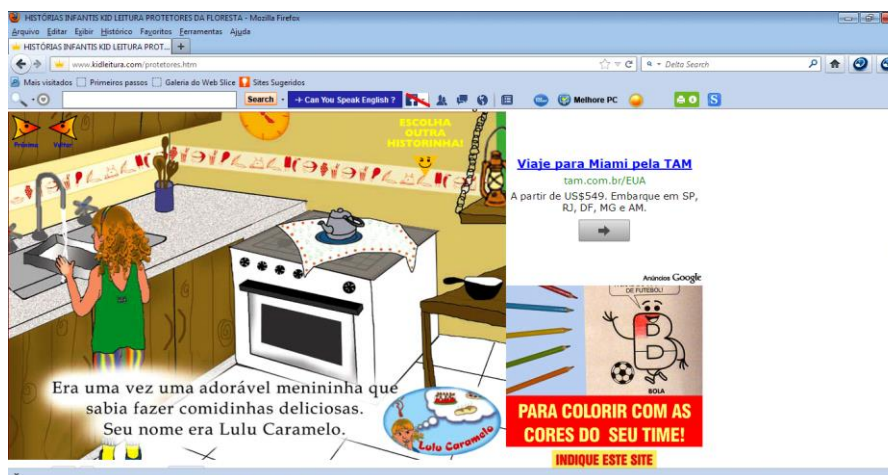 HISTÓRIAS INFANTIS KID LEITURA PROTETORES DA FLORESTA - Mozilla Firefox
Arquivo Editar Exibir Histórico Favoritos Ferramentas Ajuda
HISTÓRIAS INFANTIS KID LEITURA PROT... +
www.kidleitura.com/protetores.htm
Delta Search
Mais visitados Primeiros passos Galeria do Web Slice Sites Sugeridos
Search Can You Speak English ? Melhore PC
Próximo Voltar
ESCOLHA
OUTRA
HISTORINHA!
Era uma vez uma adorável menininha que
sabia fazer comidinhas deliciosas.
Seu nome era Lulu Caramelo.
Lulu Caramelo
Viaje para Miami pela TAM
tam.com.br/EUA
A partir de US$549. Embarque em SP,
RJ, DF, MG e AM.
Anúncios Google
DE FUTEBOL!
B
BOLA
PARA COLORIR COM AS
CORES DO SEU TIME!
INDIQUE ESTE SITE